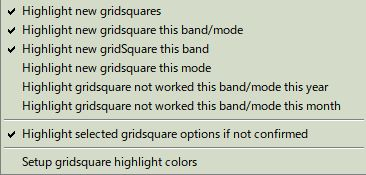 Highlight new gridsquares
Highlight new gridsquare this band/mode
Highlight new gridSquare this band
Highlight new gridsquare this mode
Highlight gridsquare not worked this band/mode this year
Highlight gridsquare not worked this band/mode this month
Highlight selected gridsquare options if not confirmed
Setup gridsquare highlight colors